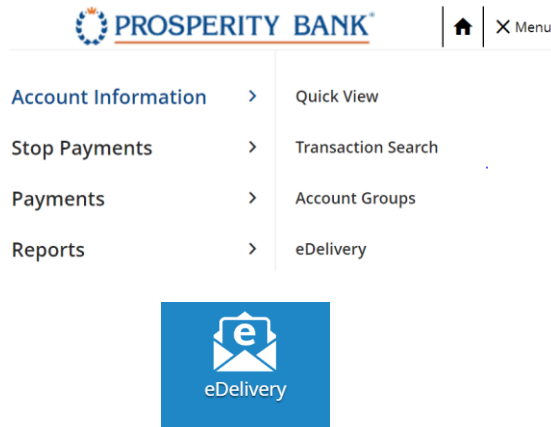 PROSPERITY BANK
Menu
Account Information
Stop Payments
Payments
Reports
Quick View
Transaction Search
Account Groups
eDelivery
e
eDelivery